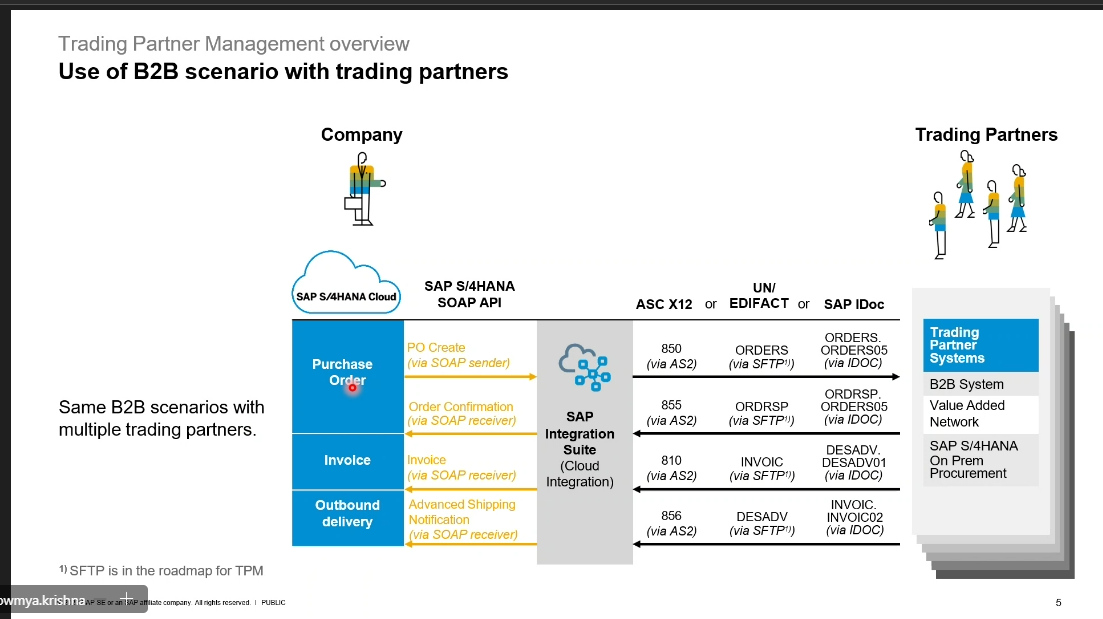 Trading Partner Management overview
Use of B2B scenario with trading partners
Company
Trading Partners
SAP S/4HANA Cloud
SAP S/4HANA
SOAP API
ASC X12 or UN/
EDIFACT or SAP IDoc
Purchase
Order
PO Create
(via SOAP sender)
850
(via AS2)
ORDERS
(via SFTP¹⁾)
ORDERS.
ORDERS05
(via IDOC)
Order Confirmation
(via SOAP receiver)
855
(via AS2)
ORDRSP
(via SFTP¹⁾)
ORDRSP.
ORDERS05
(via IDOC)
Invoice
Invoice
(via SOAP receiver)
810
(via AS2)
INVOIC
(via SFTP¹⁾)
DESADV.
DESADV01
(via IDOC)
Outbound
delivery
Advanced Shipping
Notification
(via SOAP receiver)
856
(via AS2)
DESADV
(via SFTP¹⁾)
INVOIC.
INVOIC02
(via IDOC)
SAP
Integration
Suite
(Cloud
Integration)
Trading
Partner
Systems
B2B System
Value Added
Network
SAP S/4HANA
On Prem
Procurement
Same B2B scenarios with
multiple trading partners.
¹⁾ SFTP is in the roadmap for TPM
owmya.krishna
AP SE or an SAP affiliate company. All rights reserved. | PUBLIC
5